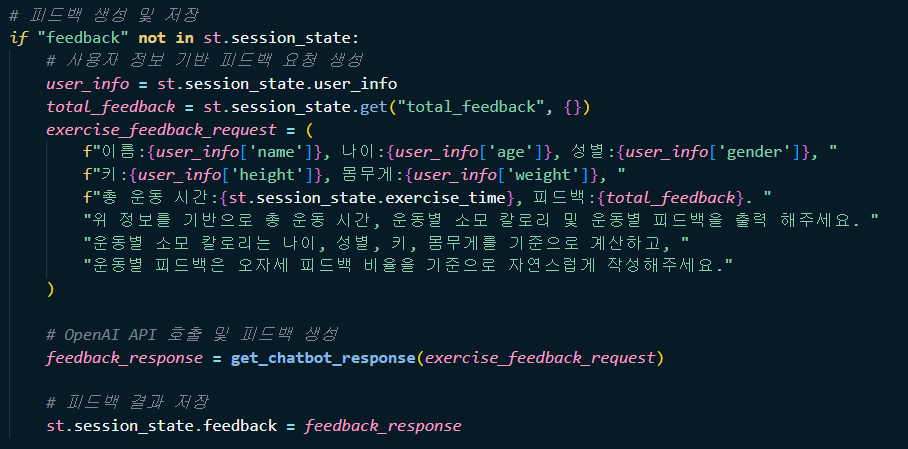 # 피드백 생성 및 저장
if "feedback" not in st.session_state:
# 사용자 정보 기반 피드백 요청 생성
user_info = st.session_state.user_info
total_feedback = st.session_state.get("total_feedback", {})
exercise_feedback_request = (
f"이름:{user_info['name']}, 나이:{user_info['age']}, 성별:{user_info['gender']}, "
f"키:{user_info['height']}, 몸무게:{user_info['weight']}, "
f"총 운동 시간:{st.session_state.exercise_time}, 피드백:{total_feedback}. "
"위 정보를 기반으로 총 운동 시간, 운동별 소모 칼로리 및 운동별 피드백을 출력 해주세요. "
"운동별 소모 칼로리는 나이, 성별, 키, 몸무게를 기준으로 계산하고, "
"운동별 피드백은 오자세 피드백 비율을 기준으로 자연스럽게 작성해주세요."
)
# OpenAI API 호출 및 피드백 생성
feedback_response = get_chatbot_response(exercise_feedback_request)
# 피드백 결과 저장
st.session_state.feedback = feedback_response